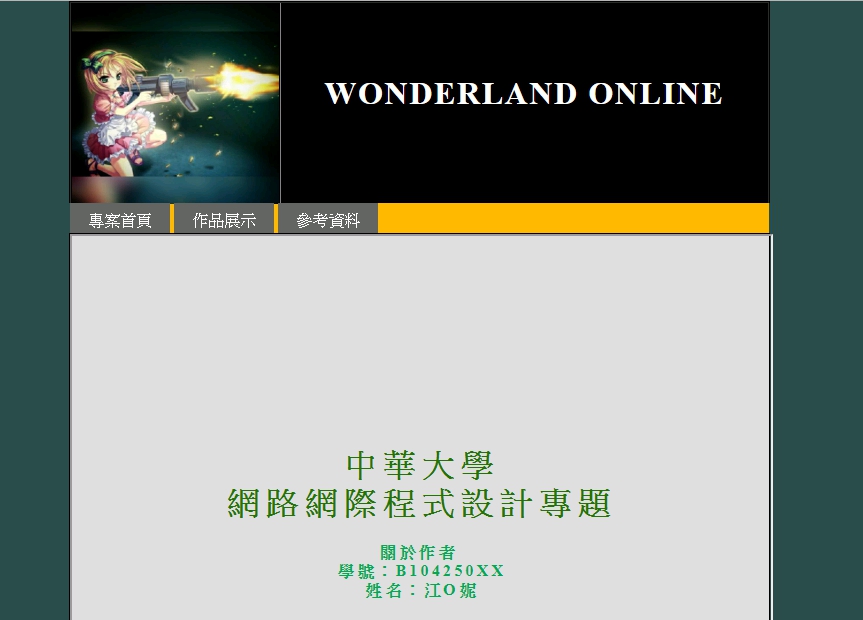 WONDERLAND ONLINE
專案首頁 作品展示 參考資料
中華大學
網路網際程式設計專題
關於作者
學號：B104250XX
姓名：江O妮